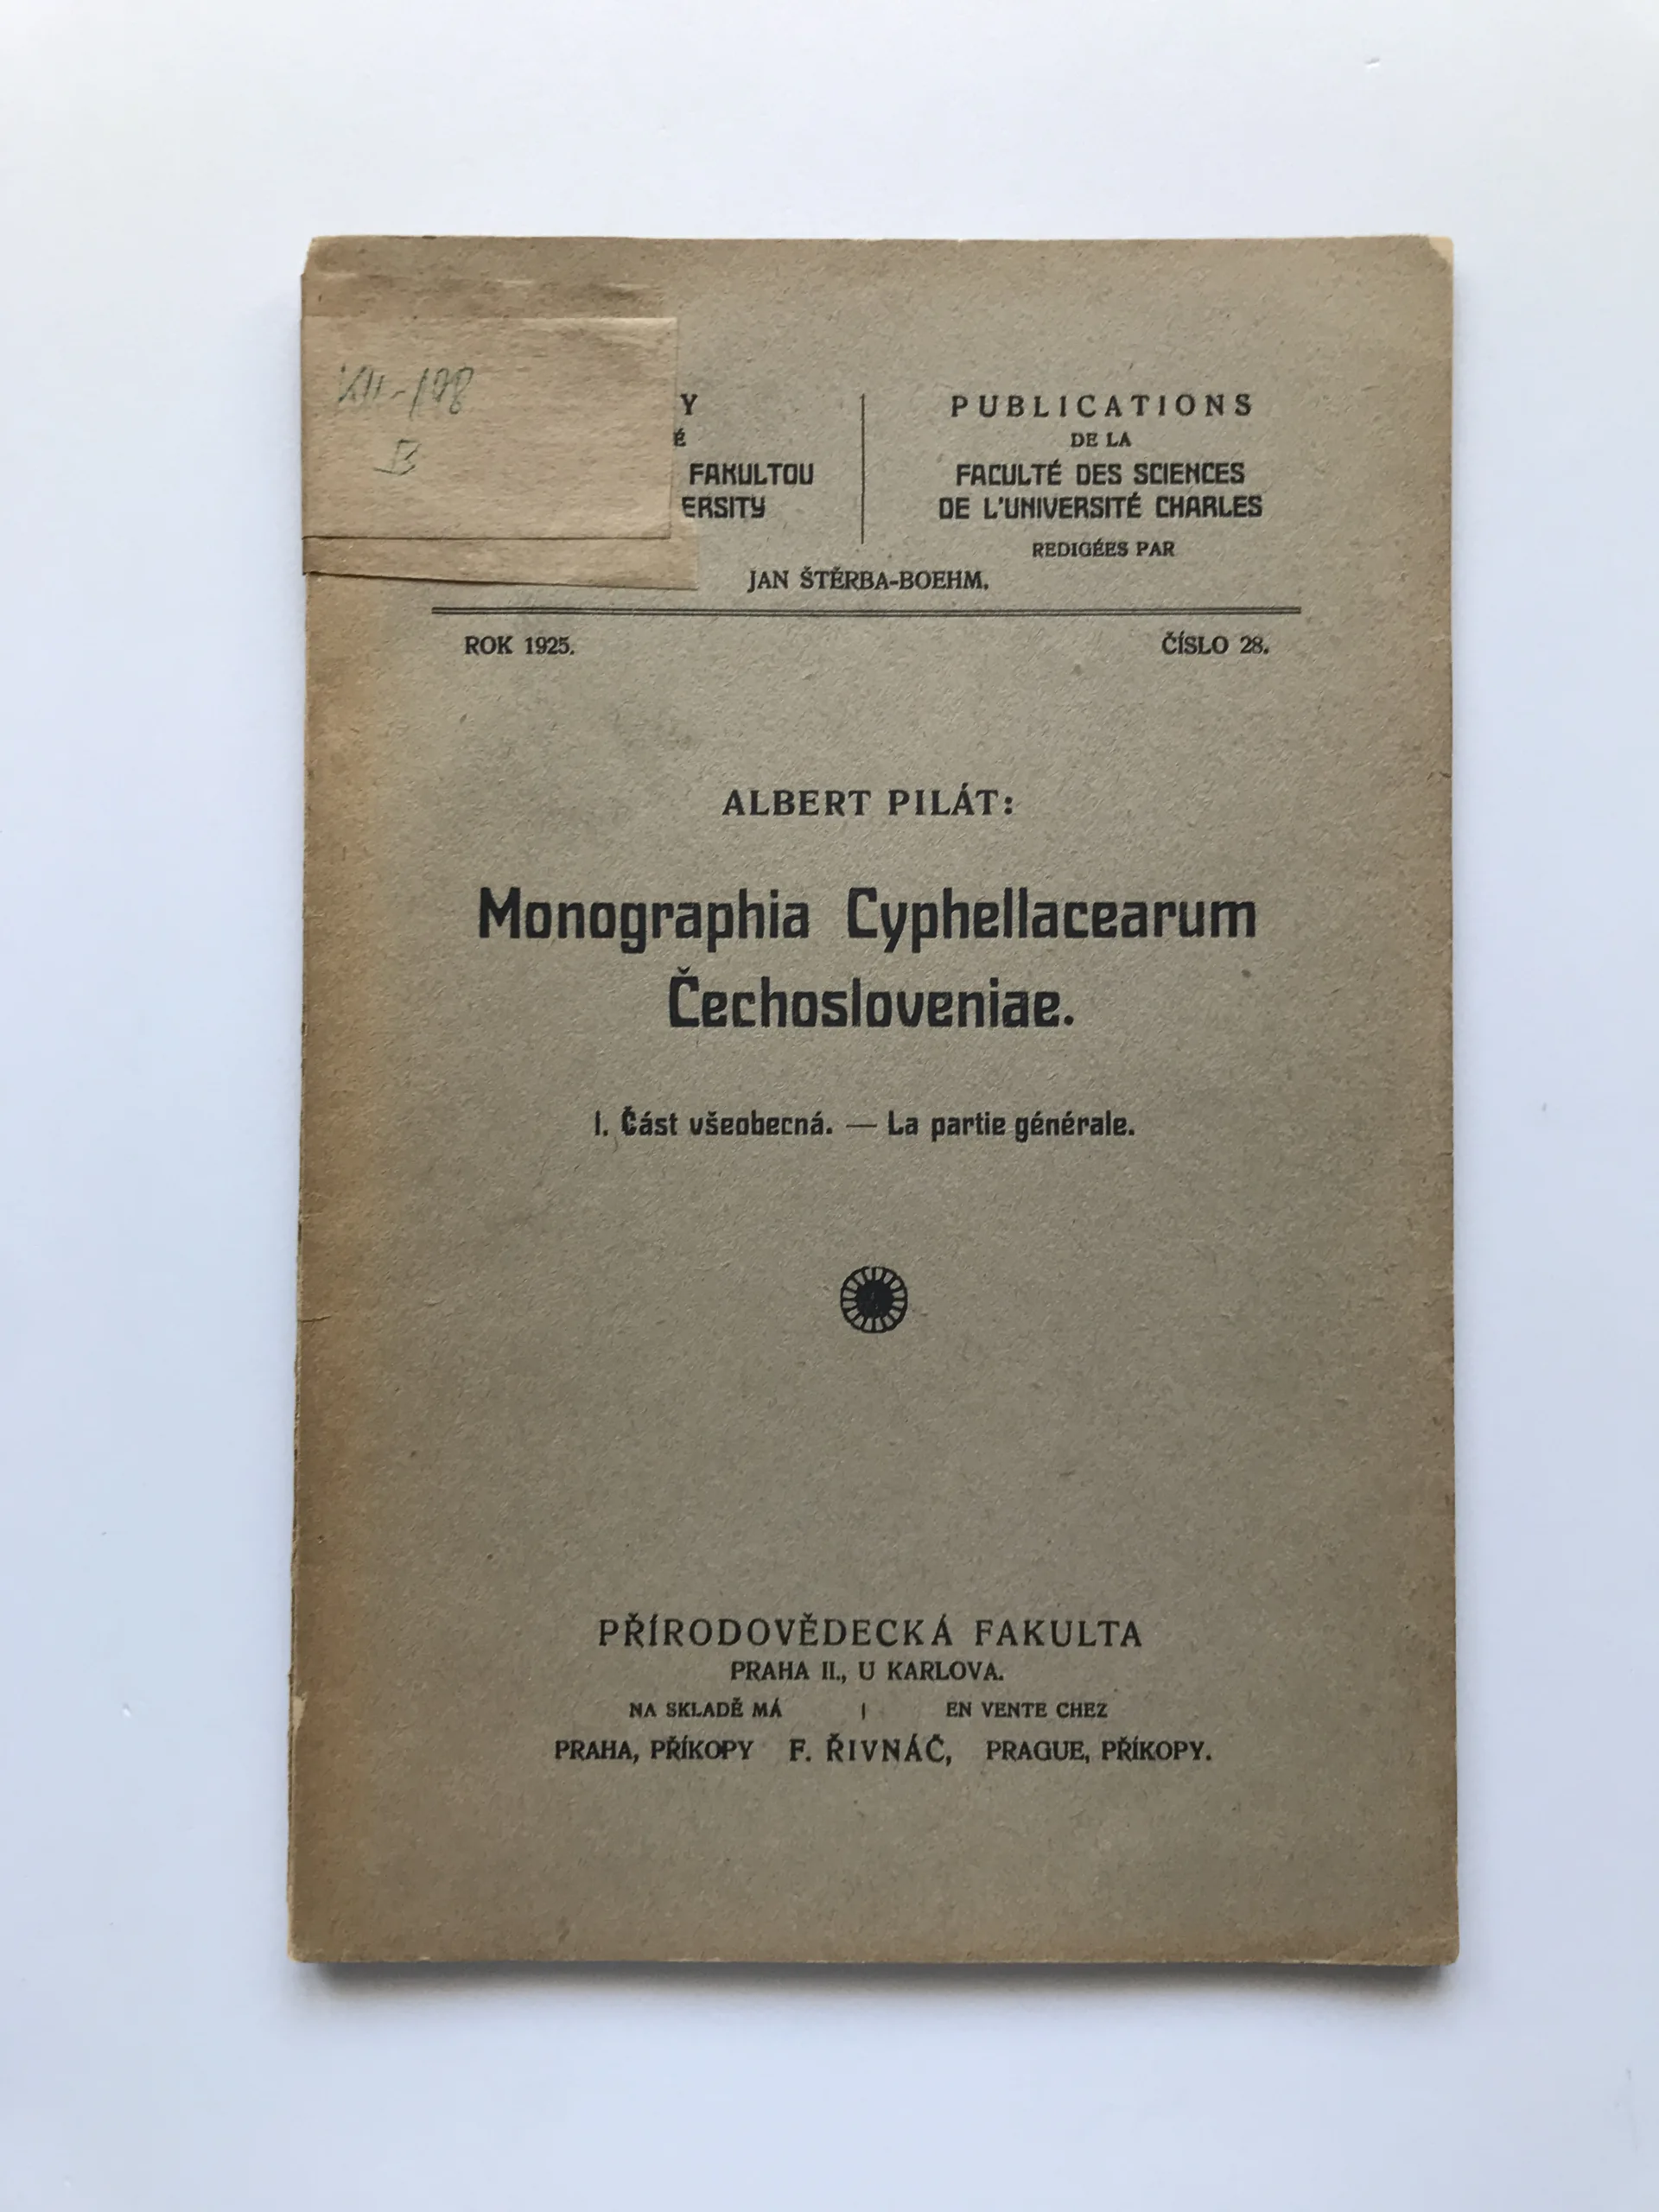 XII-108
B
Y
É
FAKULTOU
ERSITY
PUBLICATIONS
DE LA
FACULTÉ DES SCIENCES
DE L'UNIVERSITÉ CHARLES
REDIGÉES PAR
JAN ŠTĚRBA-BOEHM.
ROK 1925.
ČÍSLO 28.
ALBERT PILÁT:
Monographia Cyphellacearum
Čechosloveniae.
I. Část všeobecná. — La partie générale.
PŘÍRODOVĚDECKÁ FAKULTA
PRAHA II., U KARLOVA.
NA SKLADĚ MÁ | EN VENTE CHEZ
PRAHA, PŘÍKOPY F. ŘIVNÁČ, PRAGUE, PŘÍKOPY.